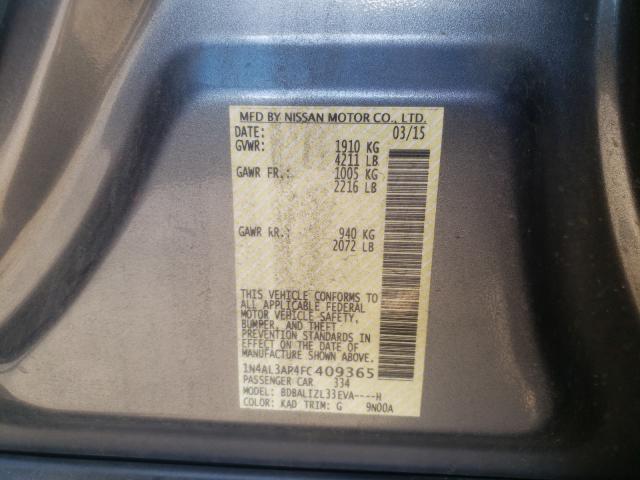 MFD BY NISSAN MOTOR CO., LTD.
DATE: 03/15
GVWR: 1910 KG
4211 LB
GAWR FR.: 1005 KG
2216 LB
GAWR RR.: 940 KG
2072 LB
THIS VEHICLE CONFORMS TO
ALL APPLICABLE FEDERAL
MOTOR VEHICLE SAFETY,
BUMPER, AND THEFT
PREVENTION STANDARDS IN
EFFECT ON THE DATE OF
MANUFACTURE SHOWN ABOVE.
1N4AL3AP4FC409365
PASSENGER CAR 334
MODEL: BDBALIZL33EVA----H
COLOR: KAD TRIM: G 9N00A